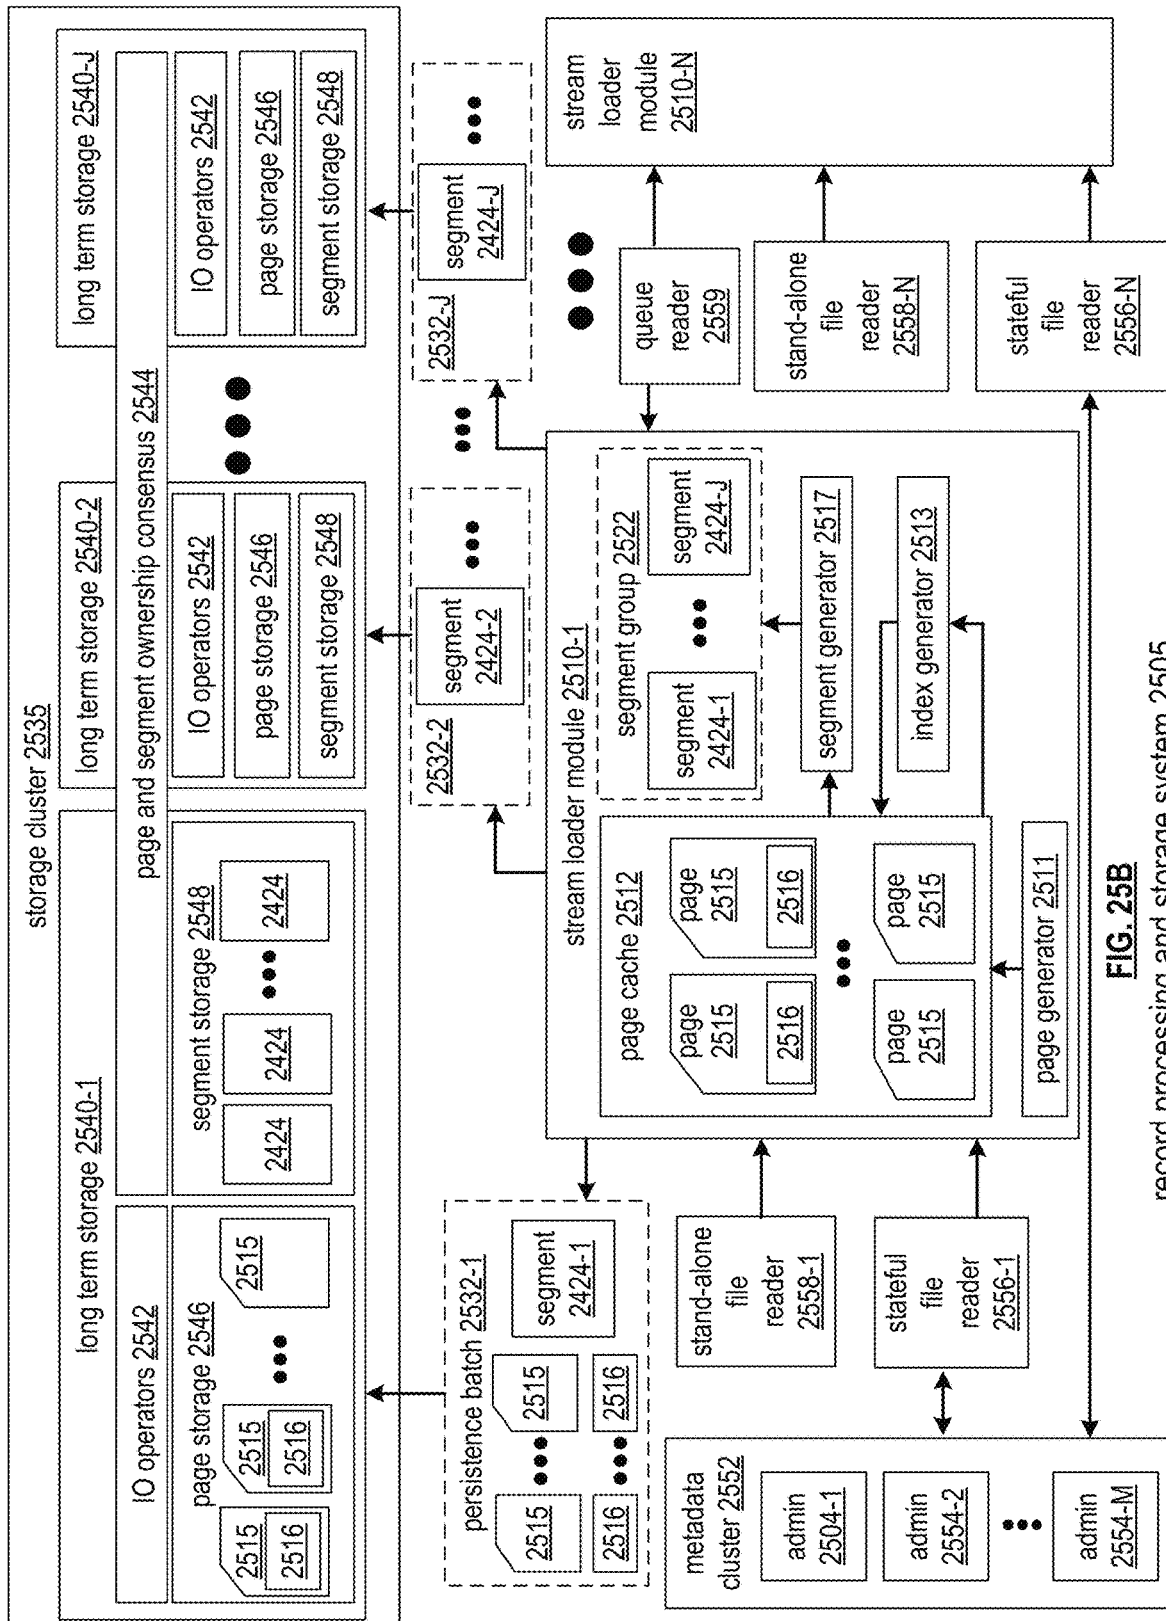 storage cluster 2535
long term storage 2540-1
IO operators 2542
page storage 2546
2515
2516
2515
2516
2515
segment storage 2548
2424
2424
2424
page and segment ownership consensus 2544
long term storage 2540-2
IO operators 2542
page storage 2546
segment storage 2548
long term storage 2540-J
IO operators 2542
page storage 2546
segment storage 2548
persistence batch 2532-1
2515
2515
2516
2516
segment
2424-1
2532-2
segment
2424-2
2532-J
segment
2424-J
stream loader module 2510-1
page cache 2512
page
2515
2516
page
2515
2516
page
2515
page
2515
page generator 2511
segment group 2522
segment
2424-1
segment
2424-J
segment generator 2517
index generator 2513
stand-alone
file
reader
2558-1
stateful
file
reader
2556-1
metadata
cluster 2552
admin
2504-1
admin
2554-2
admin
2554-M
queue
reader
2559
stand-alone
file
reader
2558-N
stateful
file
reader
2556-N
stream
loader
module
2510-N
FIG. 25B
record processing and storage system 2505